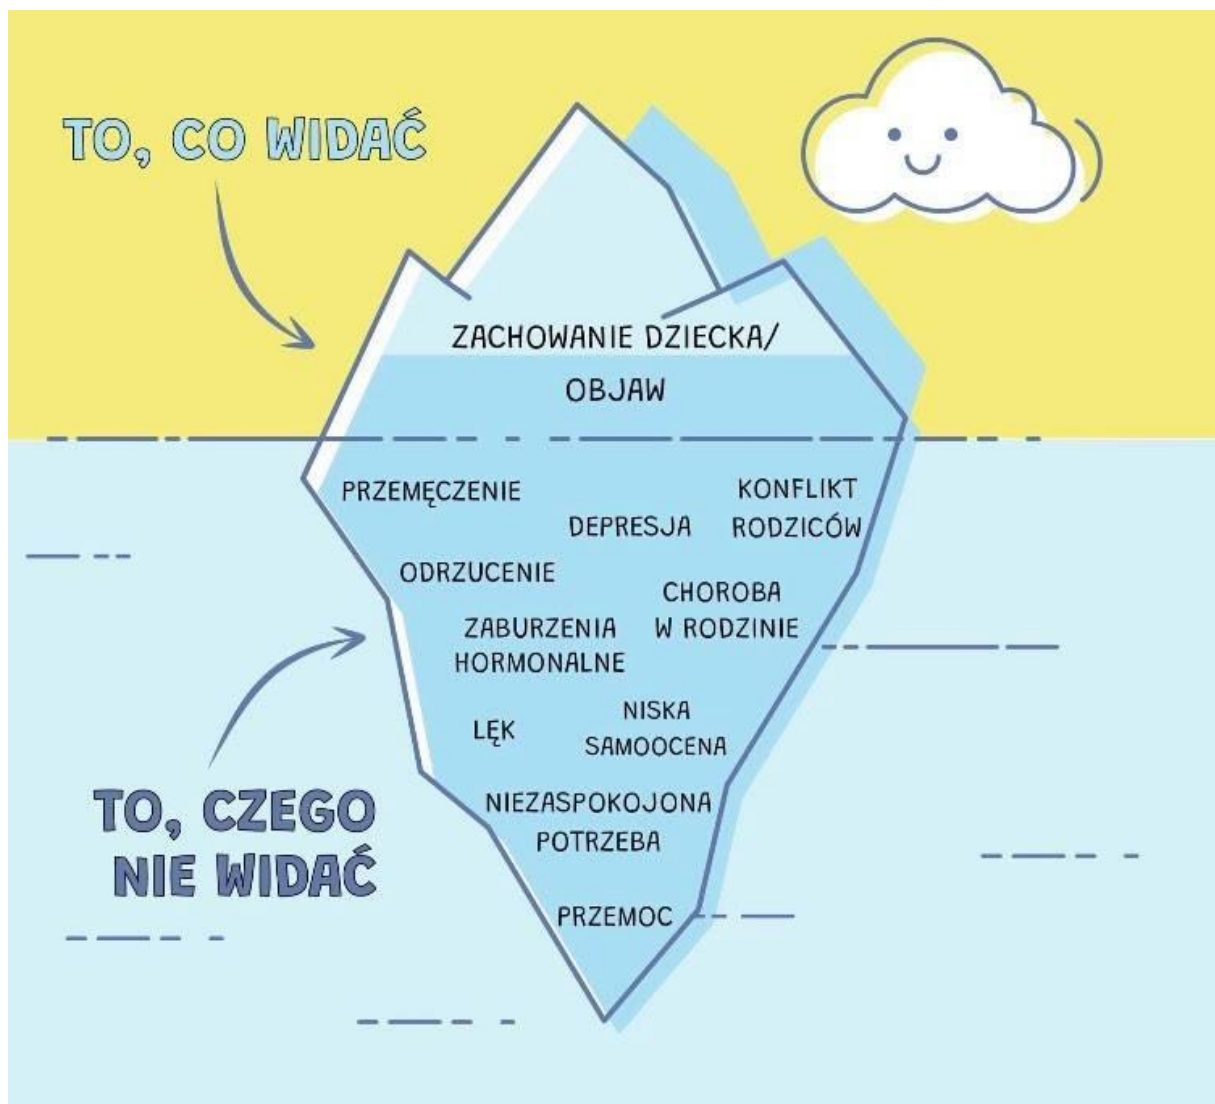 TO, CO WIDAĆ
ZACHOWANIE DZIECKA/
OBJAW
PRZEMĘCZENIE
KONFLIKT
RODZICÓW
DEPRESJA
ODRZUCENIE
CHOROBA
W RODZINIE
ZABURZENIA
HORMONALNE
NISKA
SAMOOCENA
LĘK
NIEZASPOKOJONA
POTRZEBA
PRZEMOC
TO, CZEGO
NIE WIDAĆ